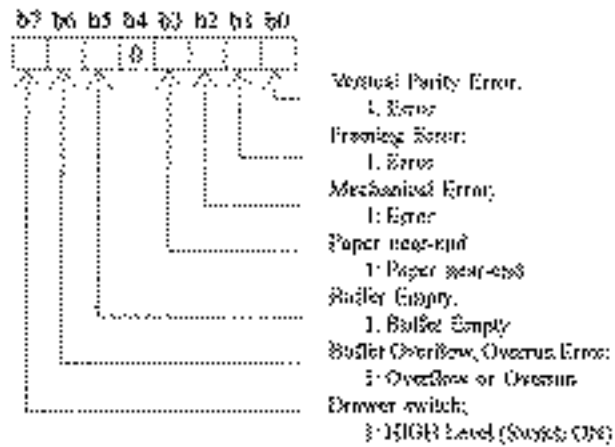 b7 b6 b5 b4 b3 b2 b1 b0
0
Vertical Parity Error.
1: Error
Framing Error:
1: Error
Mechanical Error,
1: Error
Paper near-end
1: Paper near-end
Buffer Empty.
1: Buffer Empty
Buffer Overflow, Overrun Error:
1: Overflow or Overrun
Drawer switch;
1: HIGH Level (Switch ON)